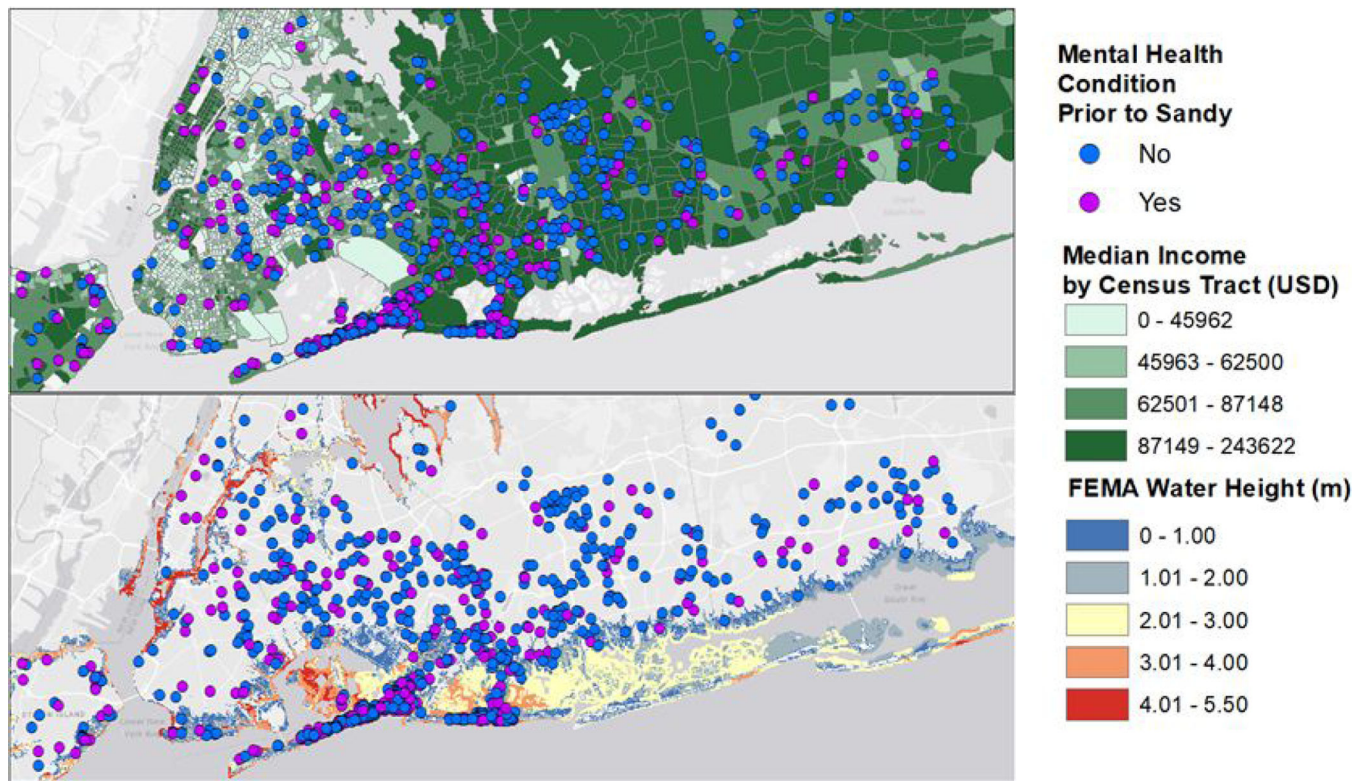 Mental Health
Condition
Prior to Sandy
No
Yes
Median Income
by Census Tract (USD)
0 - 45962
45963 - 62500
62501 - 87148
87149 - 243622
FEMA Water Height (m)
0 - 1.00
1.01 - 2.00
2.01 - 3.00
3.01 - 4.00
4.01 - 5.50